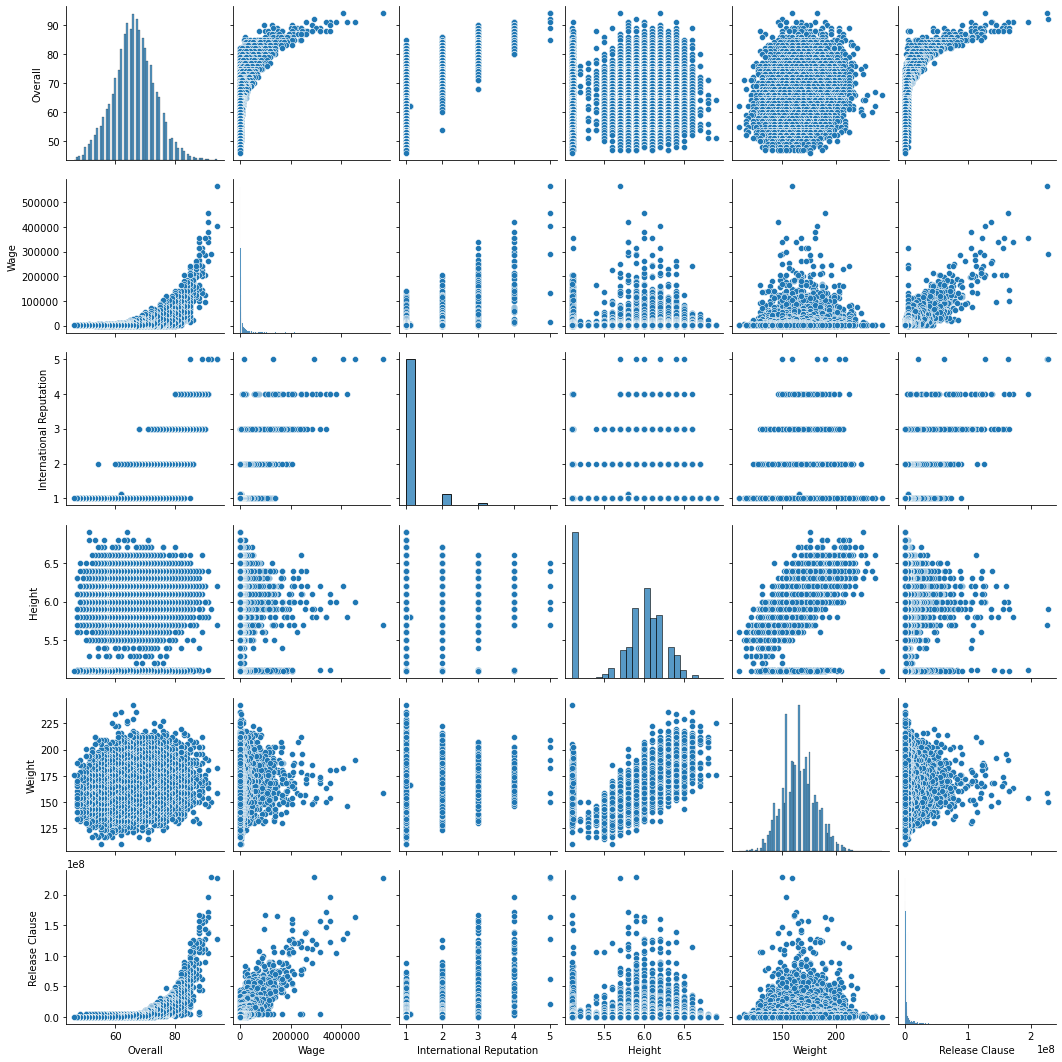 90
80
70
60
50
Overall
500000
400000
300000
200000
100000
0
Wage
5
4
3
2
1
International Reputation
6.5
6.0
5.5
Height
225
200
175
150
125
Weight
1e8
2.0
1.5
1.0
0.5
0.0
Release Clause
60 80
Overall
0 200000 400000
Wage
1 2 3 4 5
International Reputation
5.5 6.0 6.5
Height
150 200
Weight
0 1 2
1e8
Release Clause